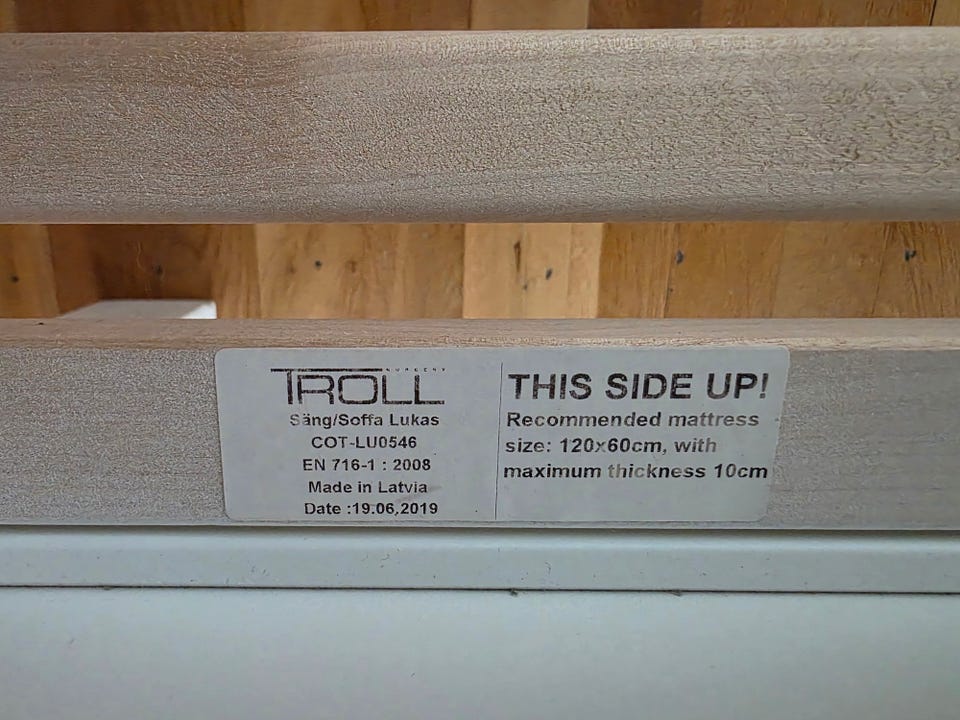 TROLL
NURSERY
Säng/Soffa Lukas
COT-LU0546
EN 716-1 : 2008
Made in Latvia
Date :19.06.2019
THIS SIDE UP!
Recommended mattress
size: 120x60cm, with
maximum thickness 10cm